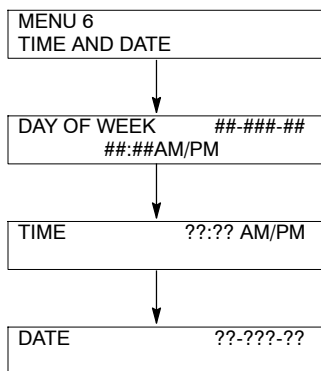 MENU 6
TIME AND DATE
DAY OF WEEK ##-###-##
##:##AM/PM
TIME ??:?? AM/PM
DATE ??-???-??